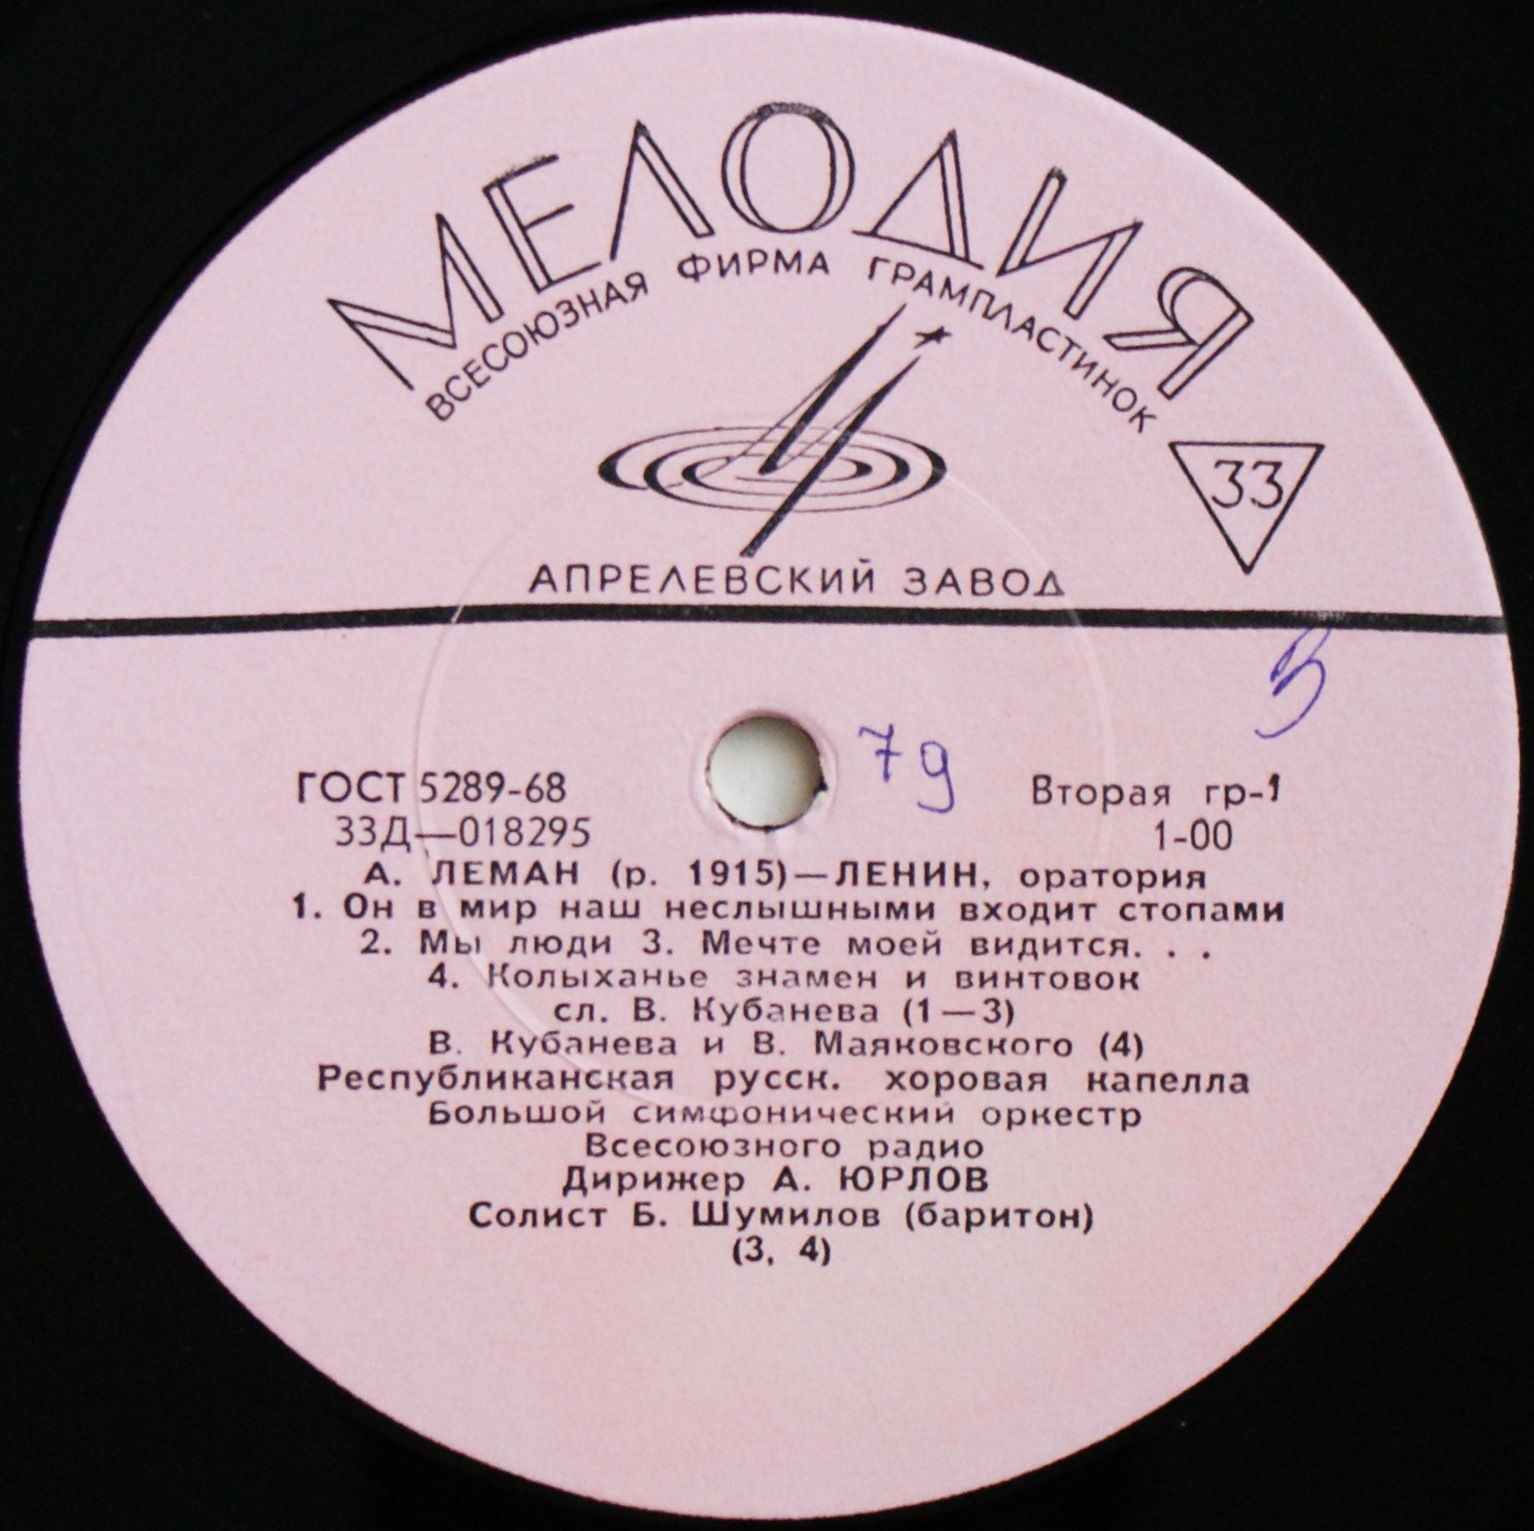 МЕЛОДИЯ
ВСЕСОЮЗНАЯ ФИРМА ГРАМПЛАСТИНОК
33
АПРЕЛЕВСКИЙ ЗАВОД
79
ГОСТ 5289-68 Вторая гр-1
33Д—018295 1-00
А. ЛЕМАН (р. 1915)—ЛЕНИН, оратория
1. Он в мир наш неслышными входит стопами
2. Мы люди 3. Мечте моей видится. . .
4. Колыханье знамен и винтовок
сл. В. Кубанева (1—3)
В. Кубанева и В. Маяковского (4)
Республиканская русск. хоровая капелла
Большой симфонический оркестр
Всесоюзного радио
Дирижер А. ЮРЛОВ
Солист Б. Шумилов (баритон)
(3, 4)